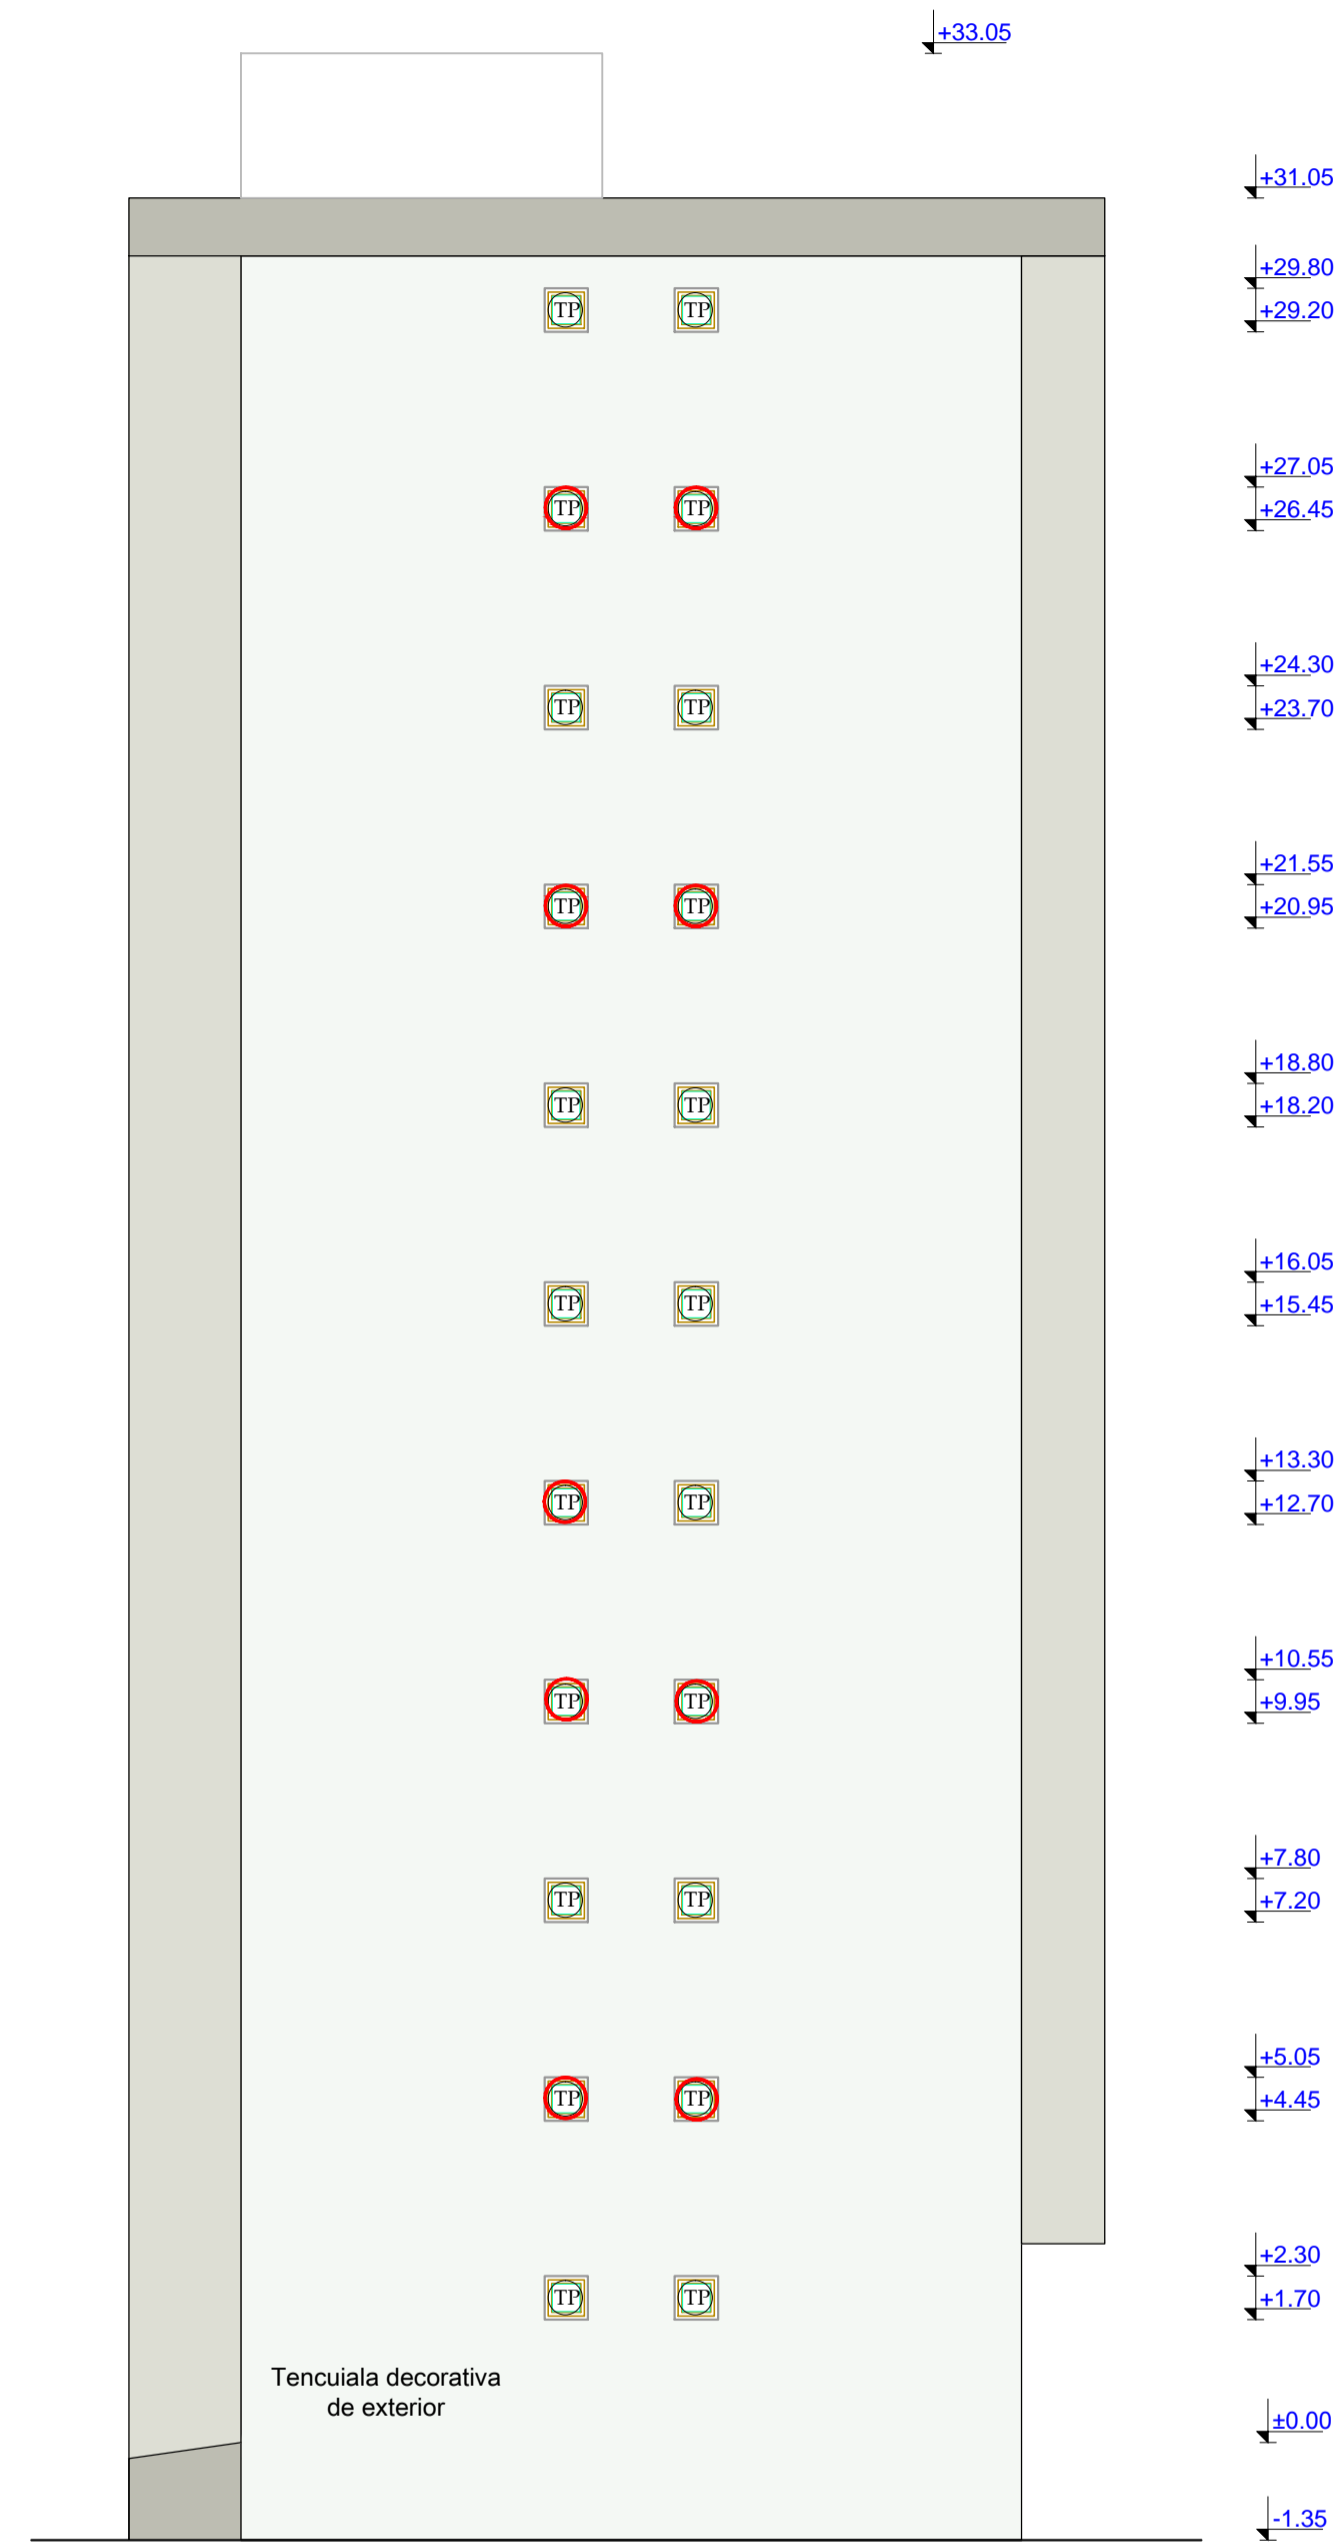 +33.05
+31.05
+29.80
TP TP +29.20
+27.05
TP TP +26.45
+24.30
TP TP +23.70
+21.55
TP TP +20.95
+18.80
TP TP +18.20
+16.05
TP TP +15.45
+13.30
TP TP +12.70
+10.55
TP TP +9.95
+7.80
TP TP +7.20
+5.05
TP TP +4.45
+2.30
TP TP +1.70
Tencuiala decorativa
de exterior
±0.00
-1.35